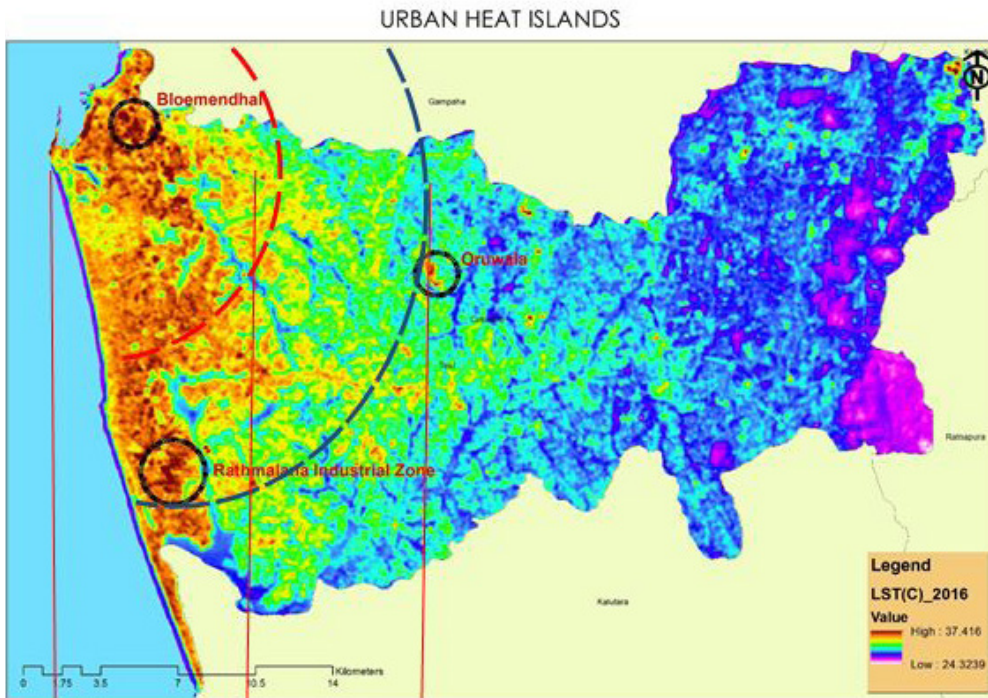 URBAN HEAT ISLANDS
N
Bloemendhal
Gampaha
Oruwala
Ratnapura
Rathmalana Industrial Zone
Kalutara
Legend
LST(C)_2016
Value
High : 37.416
Low : 24.3239
Kilometers
0 1.75 3.5 7 10.5 14